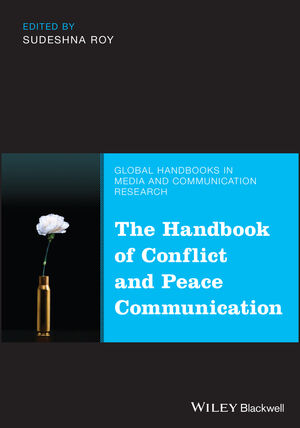 EDITED BY
SUDESHNA ROY
GLOBAL HANDBOOKS IN
MEDIA AND COMMUNICATION
RESEARCH
The Handbook
of Conflict
and Peace
Communication
WILEY Blackwell